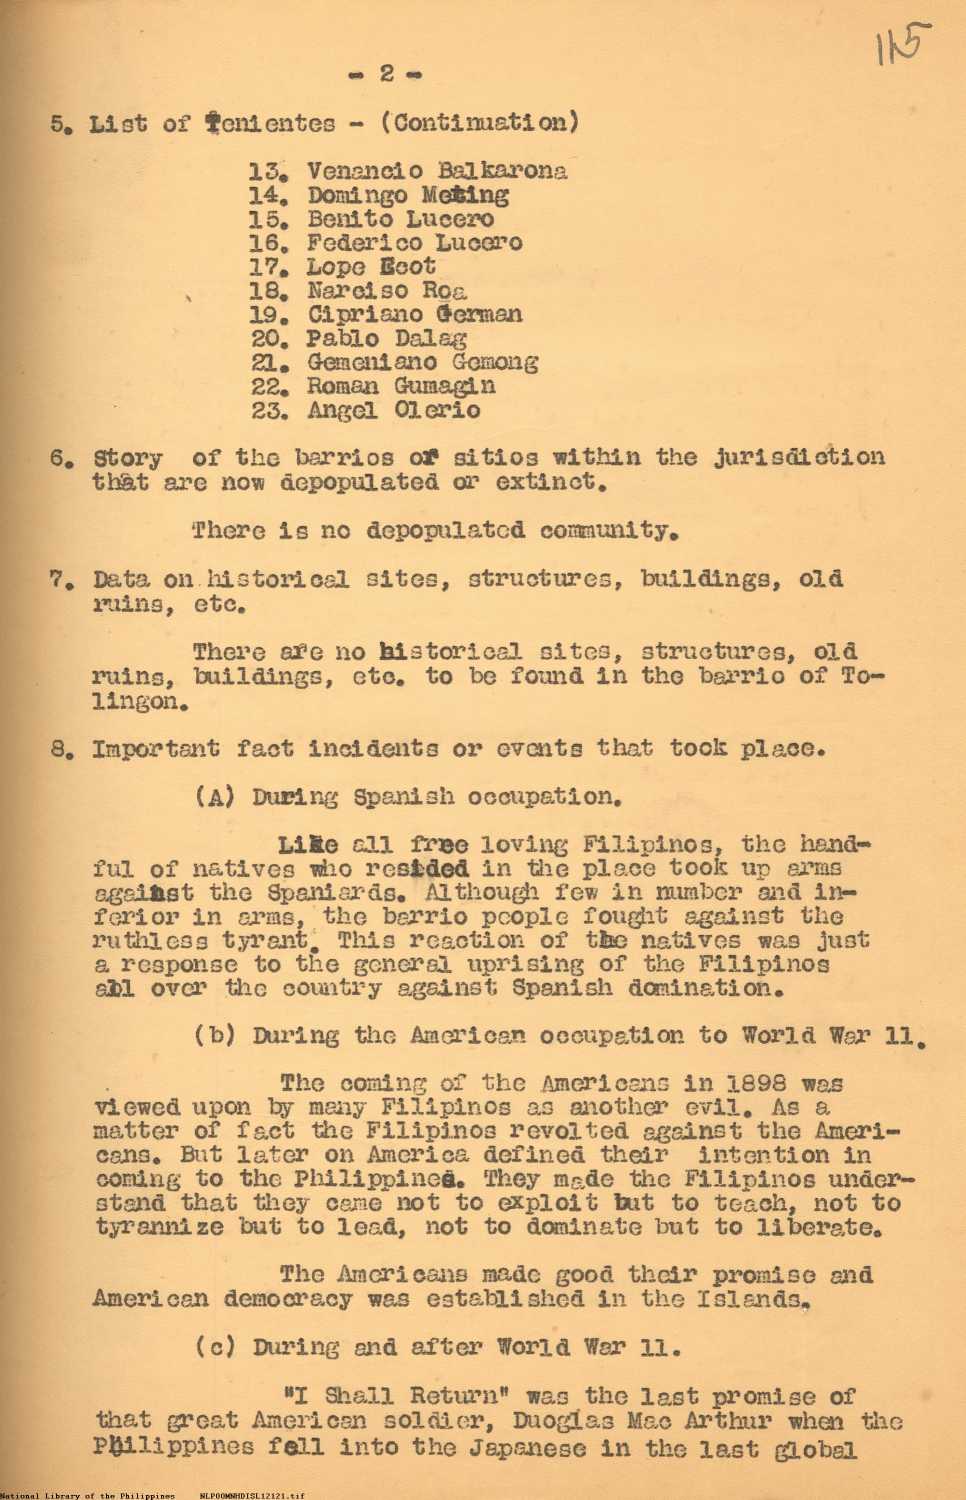 115
- 2 -
5. List of Tenientes - (Continuation)
13. Venancio Balkarona
14. Domingo Meting
15. Benito Lucero
16. Federico Lucero
17. Lope Ecot
18. Narciso Roa
19. Cipriano German
20. Pablo Dalag
21. Gemeniano Gemong
22. Roman Gumagin
23. Angel Olerio
6. Story of the barrios or sitios within the jurisdiction
that are now depopulated or extinct.
There is no depopulated community.
7. Data on historical sites, structures, buildings, old
ruins, etc.
There are no historical sites, structures, old
ruins, buildings, etc. to be found in the barrio of To-
lingon.
8. Important fact incidents or events that took place.
(A) During Spanish occupation.
Like all free loving Filipinos, the hand-
ful of natives who resided in the place took up arms
against the Spaniards. Although few in number and in-
ferior in arms, the barrio people fought against the
ruthless tyrant. This reaction of the natives was just
a response to the general uprising of the Filipinos
all over the country against Spanish domination.
(b) During the American occupation to World War 11.
The coming of the Americans in 1898 was
viewed upon by many Filipinos as another evil. As a
matter of fact the Filipinos revolted against the Ameri-
cans. But later on America defined their intention in
coming to the Philippines. They made the Filipinos under-
stand that they came not to exploit but to teach, not to
tyrannize but to lead, not to dominate but to liberate.
The Americans made good their promise and
American democracy was established in the Islands.
(c) During and after World War 11.
"I Shall Return" was the last promise of
that great American soldier, Duoglas Mac Arthur when the
Philippines fell into the Japanese in the last global
National Library of the Philippines NLPOOMNHDISL12121.tif